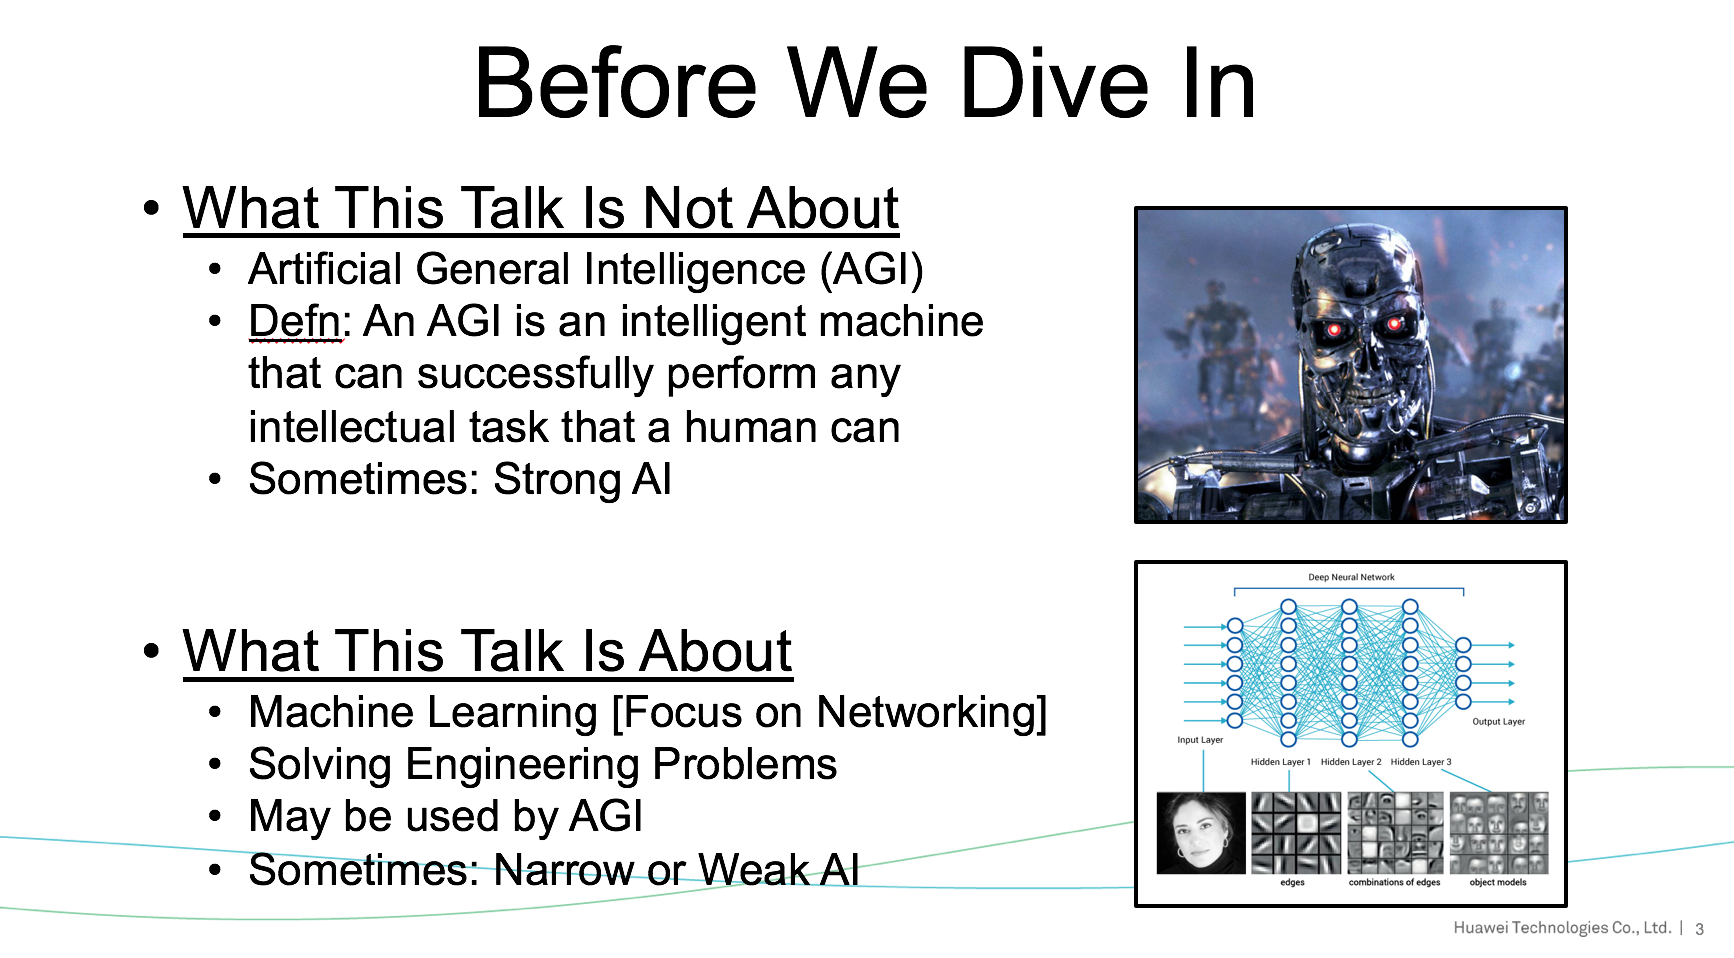 Before We Dive In
• What This Talk Is Not About
• Artificial General Intelligence (AGI)
• Defn: An AGI is an intelligent machine
that can successfully perform any
intellectual task that a human can
• Sometimes: Strong AI
• What This Talk Is About
• Machine Learning [Focus on Networking]
• Solving Engineering Problems
• May be used by AGI
• Sometimes: Narrow or Weak AI
Deep Neural Network
Output Layer
Input Layer
Hidden Layer 1 Hidden Layer 2 Hidden Layer 3
edges combinations of edges object models
Huawei Technologies Co., Ltd. | 3